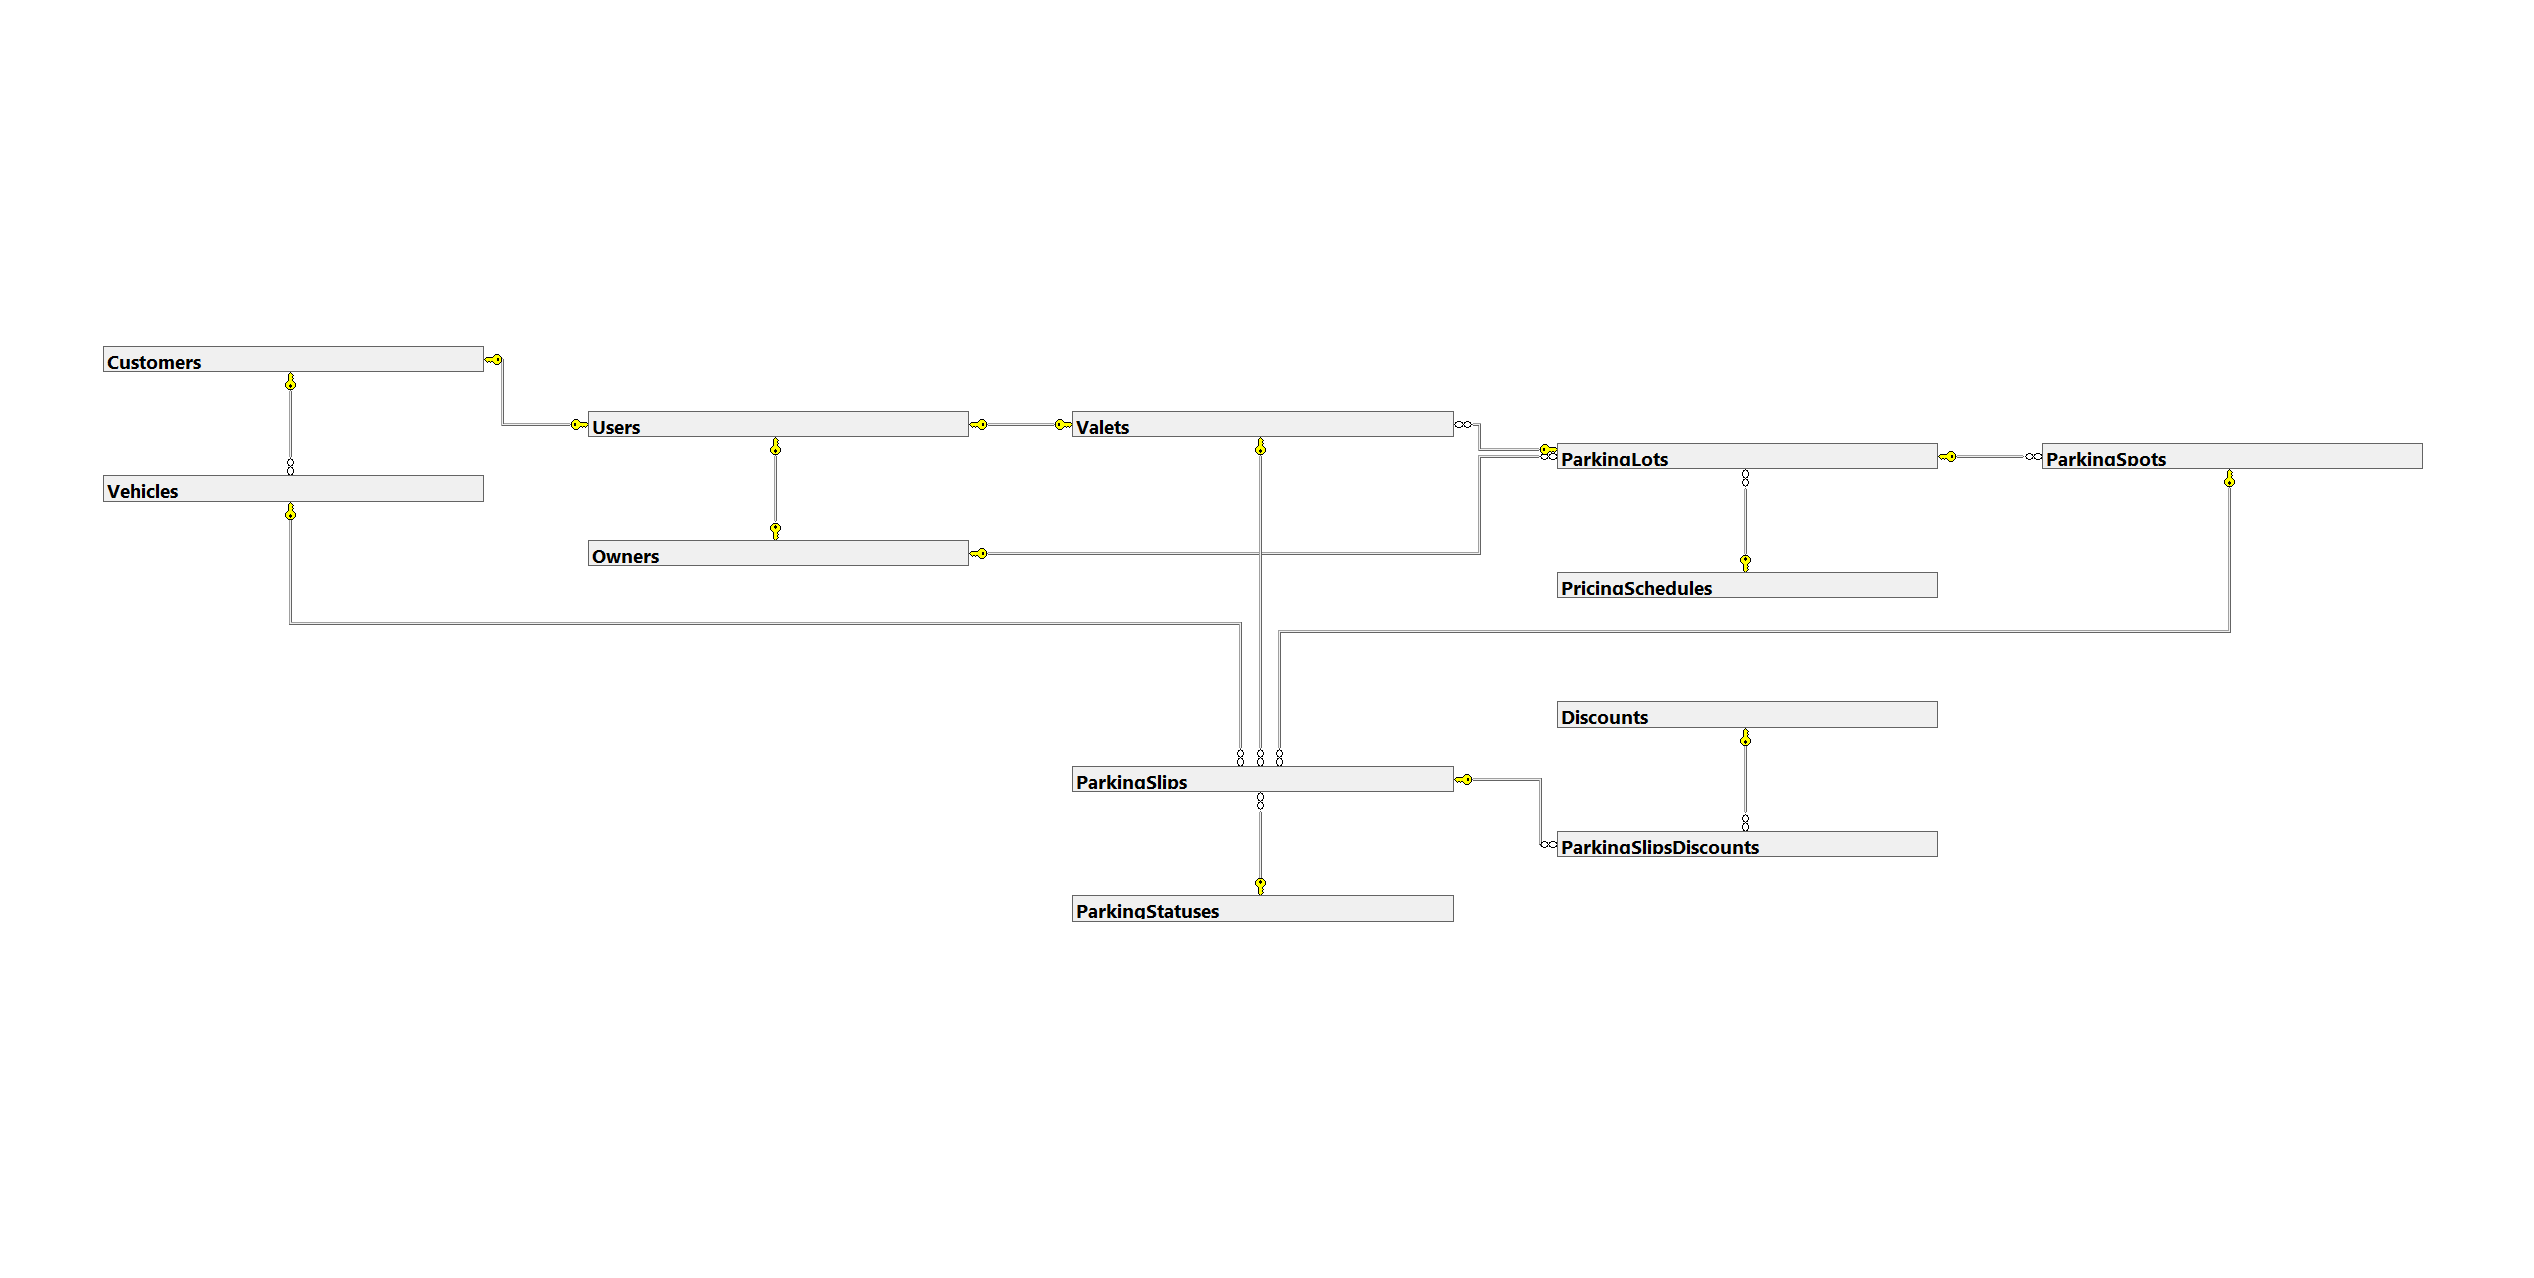 Customers
Users
Valets
ParkingLots
ParkingSpots
Vehicles
Owners
PricingSchedules
Discounts
ParkingSlips
ParkingSlipsDiscounts
ParkingStatuses